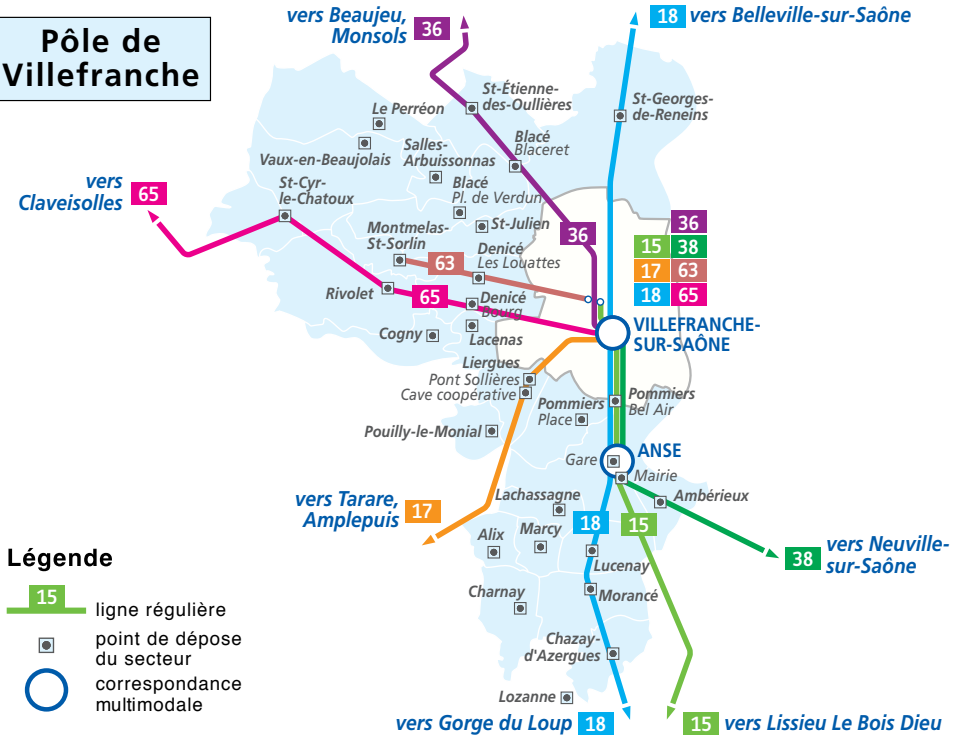 Pôle de
Villefranche
vers Beaujeu,
Monsols
36
18 vers Belleville-sur-Saône
St-Étienne-
des-Oullières
St-Georges-
de-Reneins
Le Perréon
Vaux-en-Beaujolais
Salles-
Arbuissonnas
Blacé
Blaceret
vers
Claveisolles
65
St-Cyr-
le-Chatoux
Blacé
Pl. de Verdun
St-Julien
Montmelas-
St-Sorlin
Denicé
Les Louattes
63
36
36
15 38
17 63
18 65
Rivolet
65
Denicé
Bourg
VILLEFRANCHE-
SUR-SAÔNE
Cogny
Lacenas
Liergues
Pont Sollières
Cave coopérative
Pommiers
Place
Pommiers
Bel Air
Pouilly-le-Monial
ANSE
Gare
Mairie
vers Tarare,
Amplepuis
17
Lachassagne
Ambérieux
18
15
Alix
Marcy
38
vers Neuville-
sur-Saône
Lucenay
Charnay
Morancé
Chazay-
d'Azergues
Lozanne
vers Gorge du Loup 18
15 vers Lissieu Le Bois Dieu
Légende
15
ligne régulière
point de dépose
du secteur
correspondance
multimodale